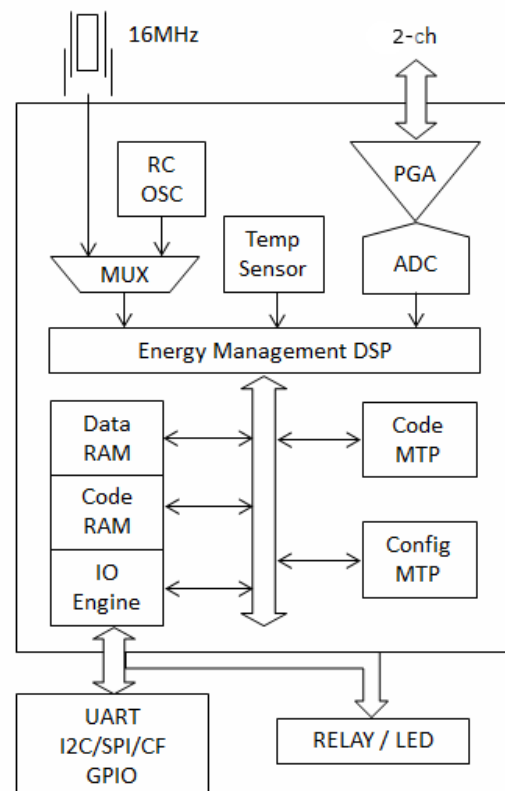 16MHz
2-ch
RC
OSC
PGA
Temp
Sensor
MUX
ADC
Energy Management DSP
Data
RAM
Code
MTP
Code
RAM
IO
Engine
Config
MTP
UART
I2C/SPI/CF
GPIO
RELAY / LED